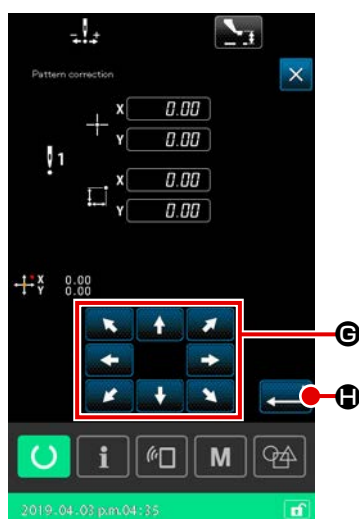 Pattern correction
X 0.00
Y 0.00
1
X 0.00
Y 0.00
X 0.00
Y 0.00
G
H
i M
2019.04.03 p.m.04:35